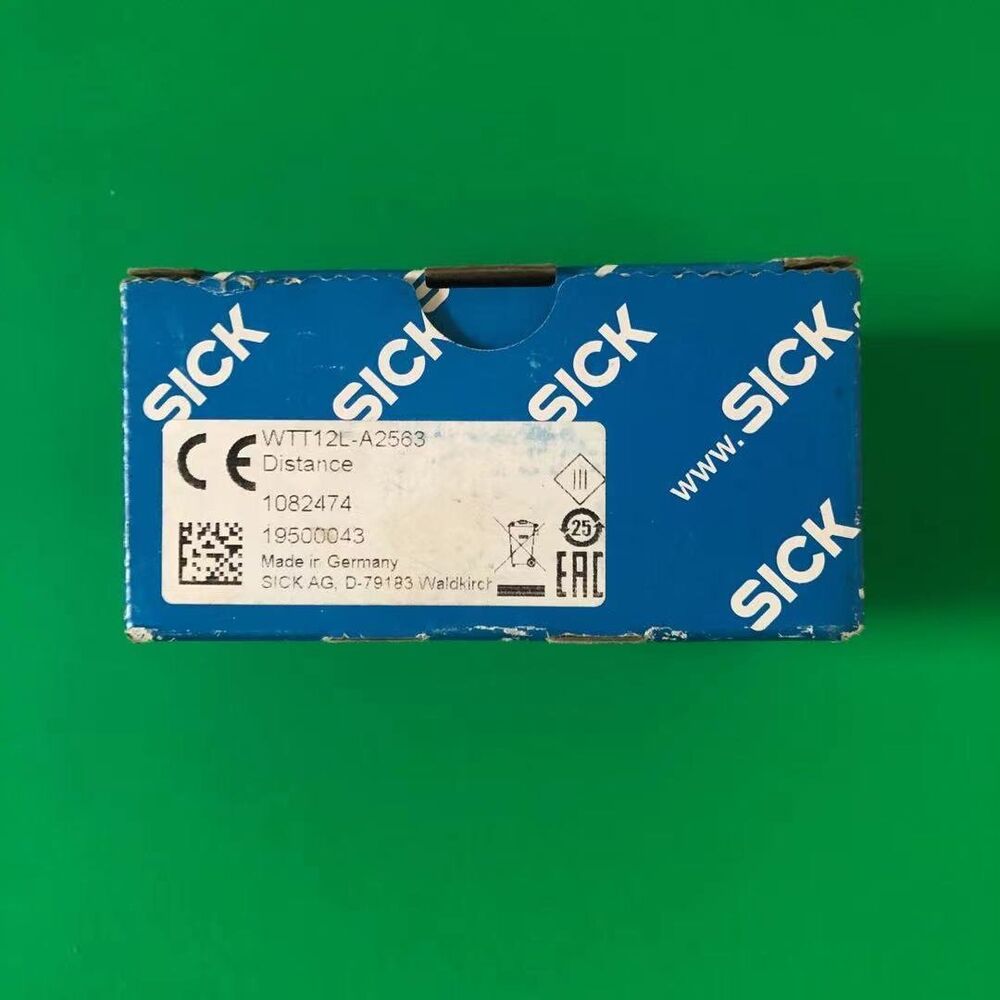 SICK
SICK
SICK
www.SICK.
SICK
CE
WTT12L-A2563
Distance
1082474
19500043
Made in Germany
SICK AG, D-79183 Waldkirch
25
EAC